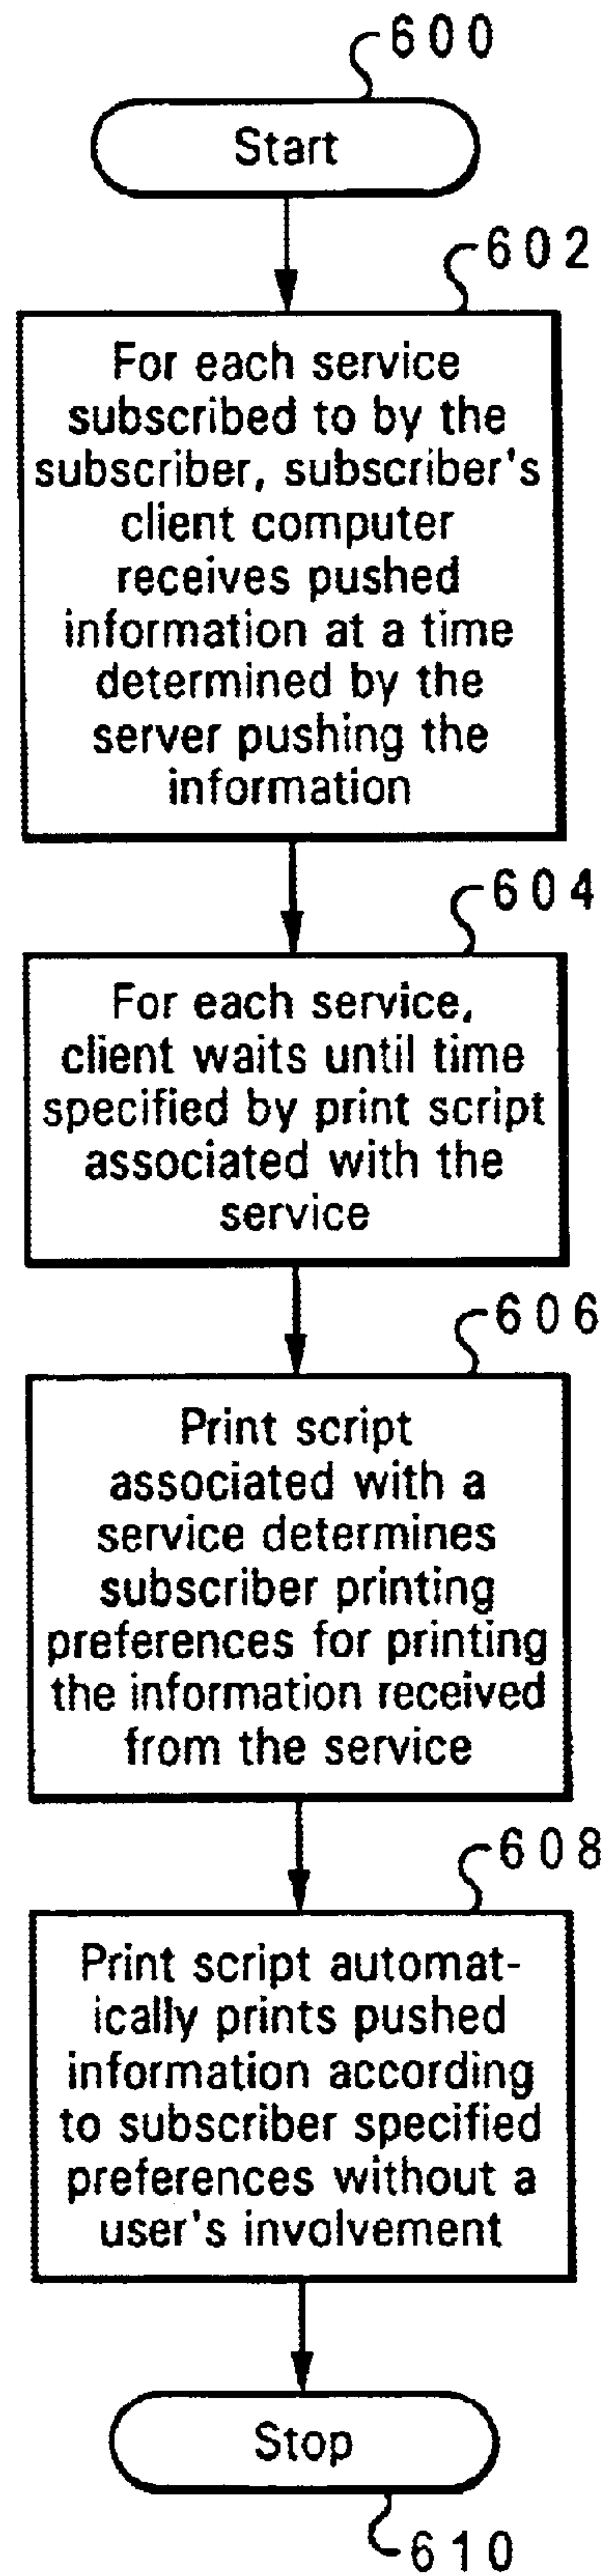 600
Start
602
For each service
subscribed to by the
subscriber, subscriber's
client computer
receives pushed
information at a time
determined by the
server pushing the
information
604
For each service,
client waits until time
specified by print script
associated with the
service
606
Print script
associated with a
service determines
subscriber printing
preferences for printing
the information received
from the service
608
Print script automat-
ically prints pushed
information according
to subscriber specified
preferences without a
user's involvement
Stop
610